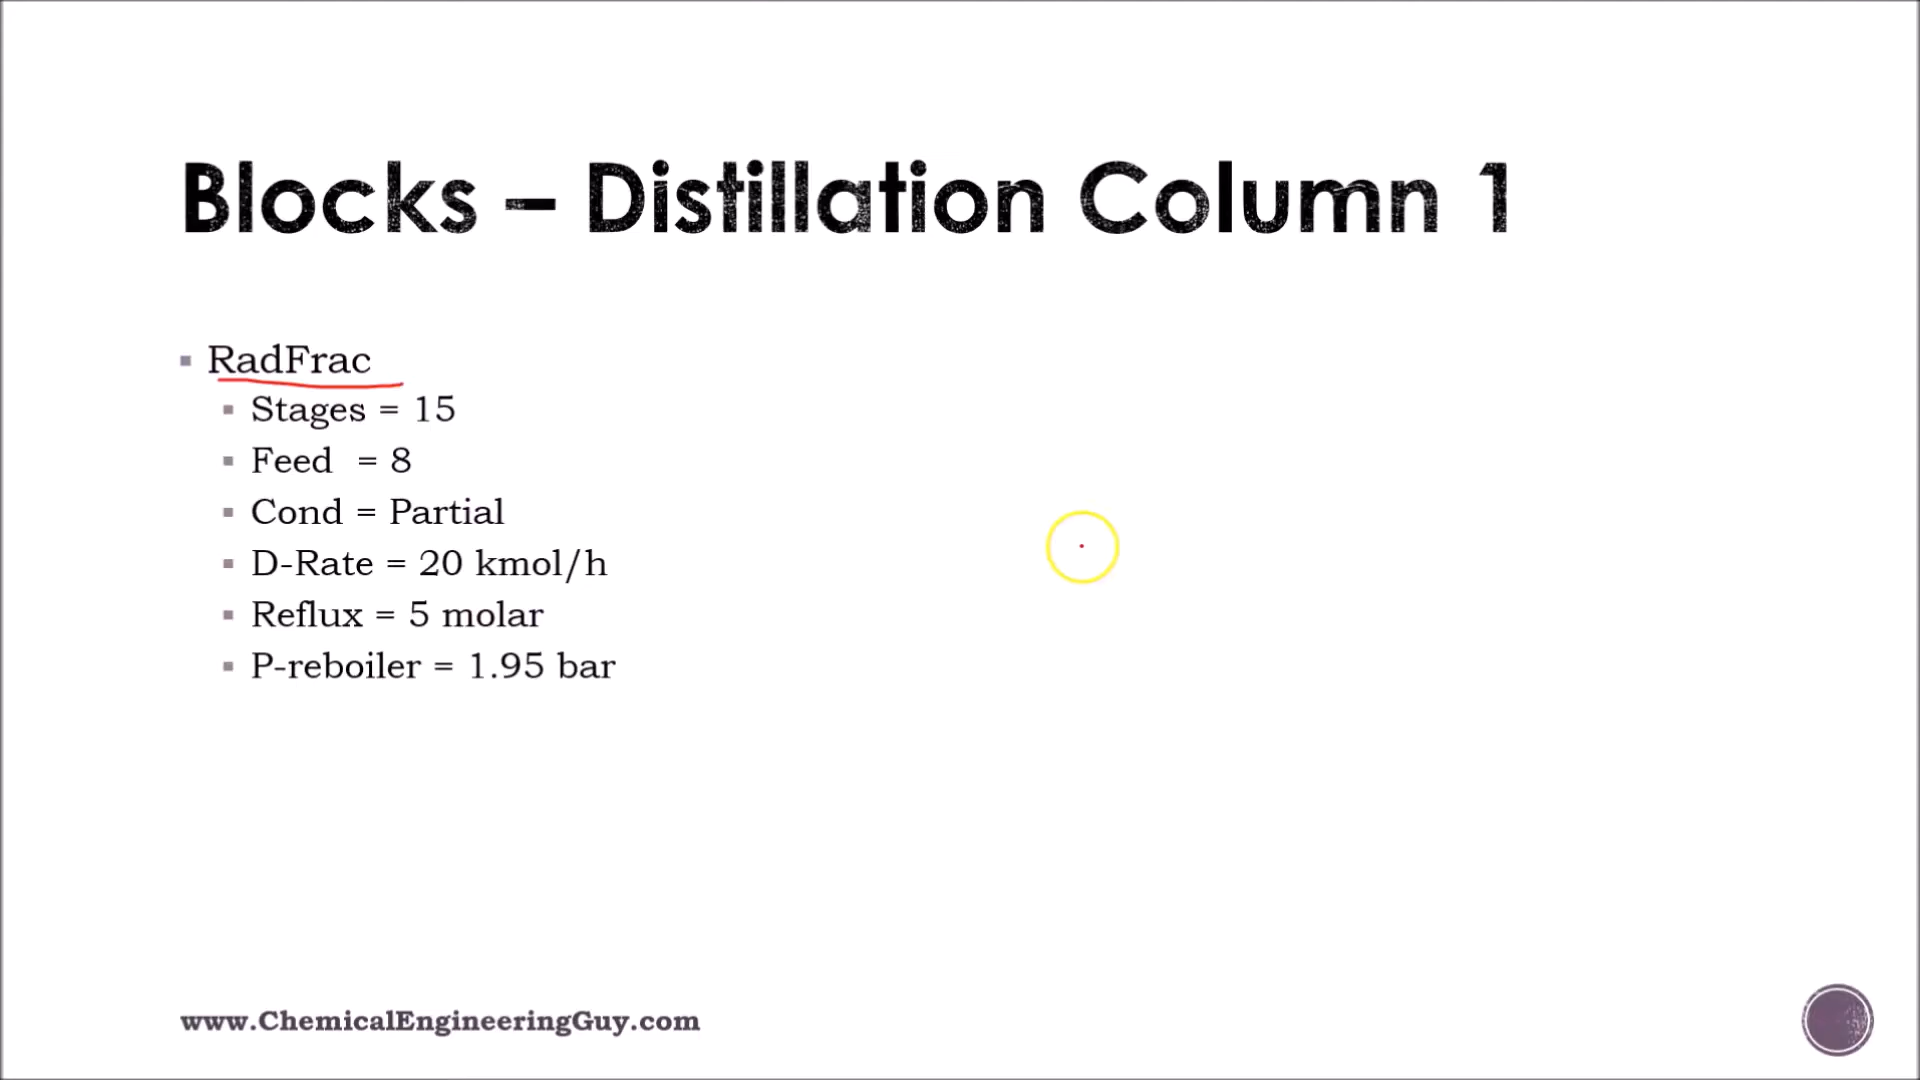 Blocks – Distillation Column 1
RadFrac
Stages = 15
Feed = 8
Cond = Partial
D-Rate = 20 kmol/h
Reflux = 5 molar
P-reboiler = 1.95 bar
www.ChemicalEngineeringGuy.com